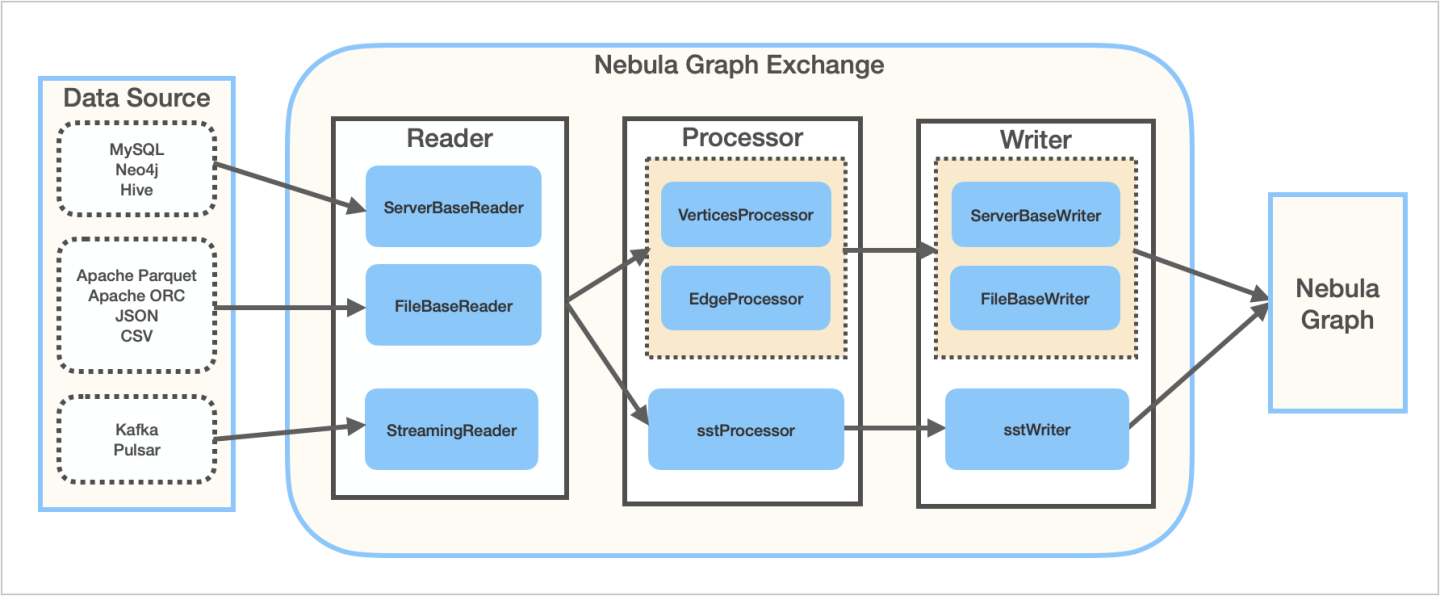 Nebula Graph Exchange
Data Source
MySQL
Neo4j
Hive
Apache Parquet
Apache ORC
JSON
CSV
Kafka
Pulsar
Reader
ServerBaseReader
FileBaseReader
StreamingReader
Processor
VerticesProcessor
EdgeProcessor
sstProcessor
Writer
ServerBaseWriter
FileBaseWriter
sstWriter
Nebula
Graph